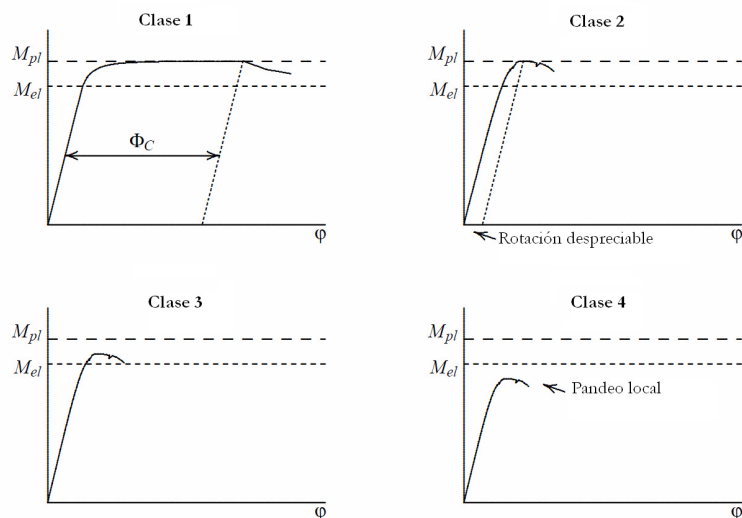 Clase 1
M_pl
M_el
Φ_C
φ
Clase 2
M_pl
M_el
Rotación despreciable
φ
Clase 3
M_pl
M_el
φ
Clase 4
M_pl
M_el
Pandeo local
φ